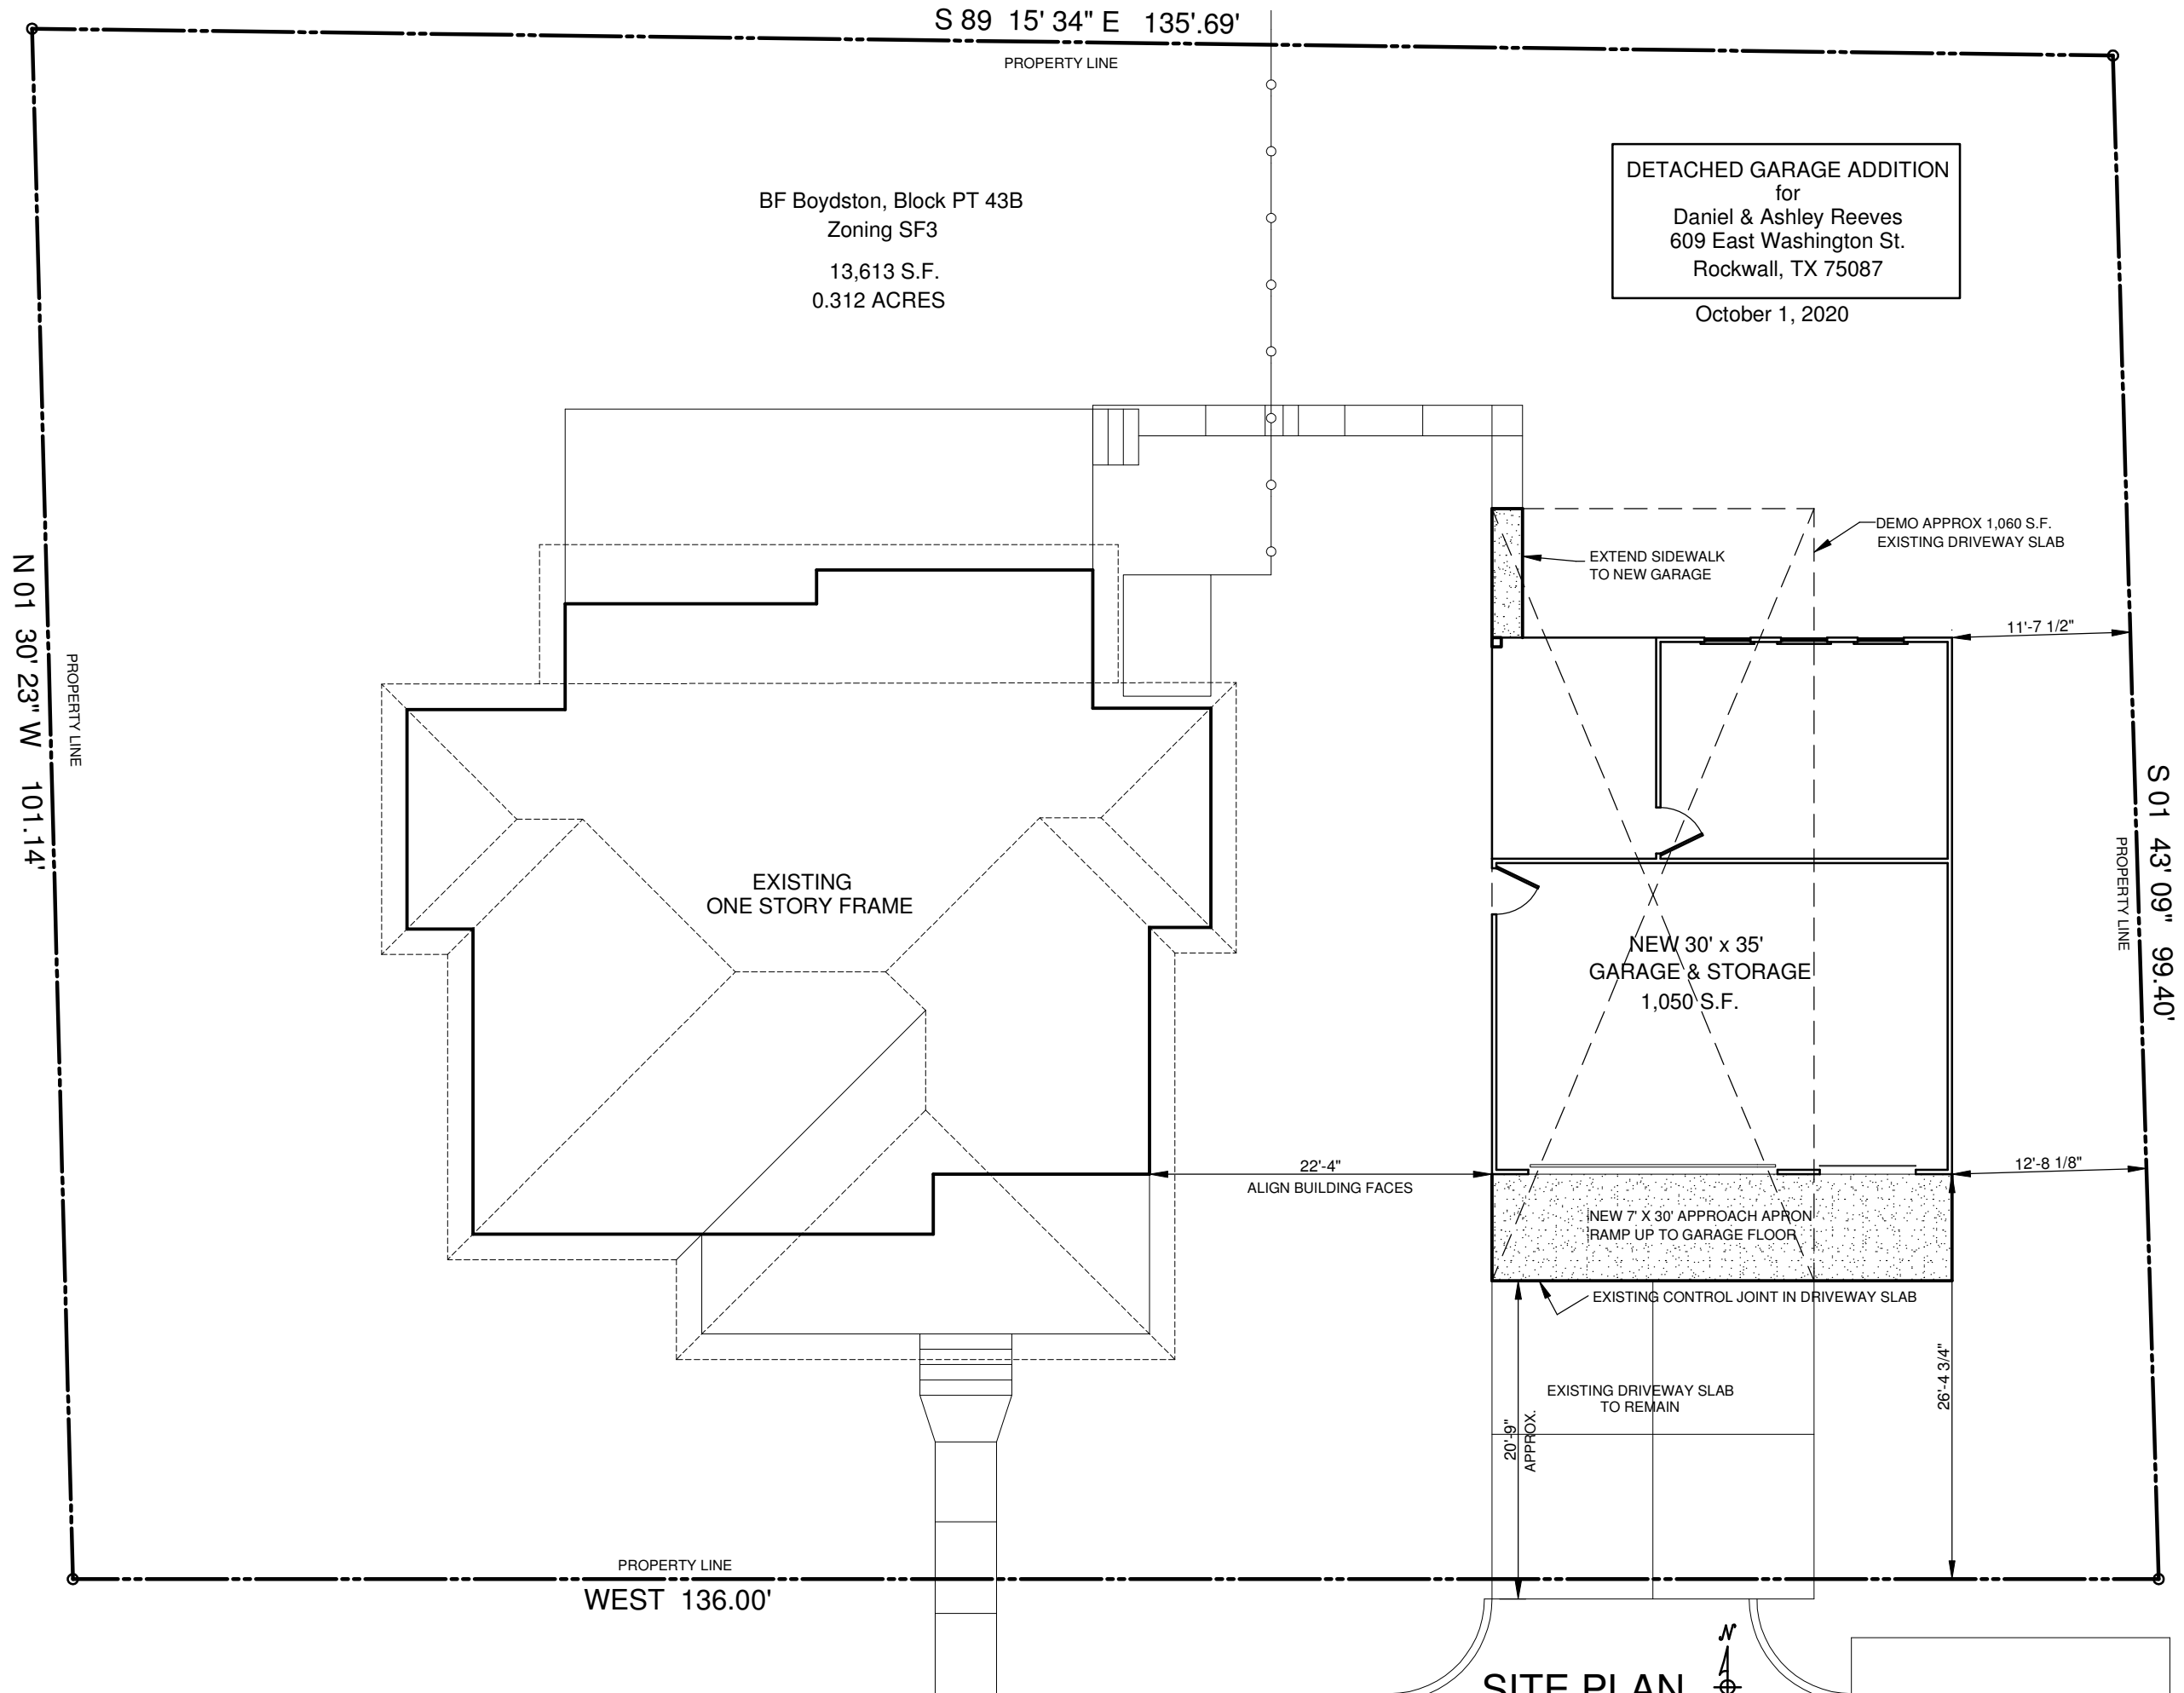 S 89 15' 34" E 135'.69'
PROPERTY LINE
BF Boydston, Block PT 43B
Zoning SF3
13,613 S.F.
0.312 ACRES
DETACHED GARAGE ADDITION
for
Daniel & Ashley Reeves
609 East Washington St.
Rockwall, TX 75087
October 1, 2020
DEMO APPROX 1,060 S.F.
EXISTING DRIVEWAY SLAB
EXTEND SIDEWALK
TO NEW GARAGE
11'-7 1/2"
N 01 30' 23" W 101.14'
PROPERTY LINE
S 01 43' 09" 99.40'
PROPERTY LINE
EXISTING
ONE STORY FRAME
NEW 30' x 35'
GARAGE & STORAGE
1,050 S.F.
22'-4"
ALIGN BUILDING FACES
12'-8 1/8"
NEW 7' X 30' APPROACH APRON
RAMP UP TO GARAGE FLOOR
EXISTING CONTROL JOINT IN DRIVEWAY SLAB
EXISTING DRIVEWAY SLAB
TO REMAIN
20'-9"
APPROX.
26'-4 3/4"
PROPERTY LINE
WEST 136.00'
N
SITE PLAN